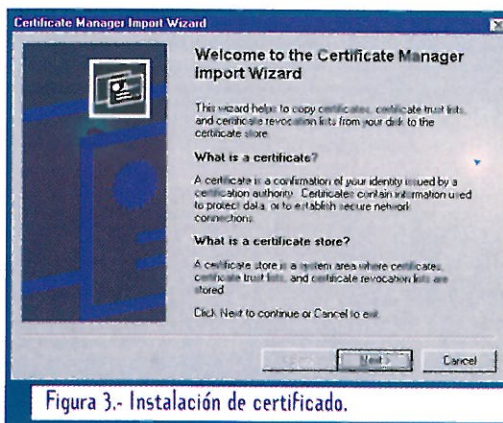 Certificate Manager Import Wizard
Welcome to the Certificate Manager
Import Wizard
This wizard helps to copy certificates, certificate trust lists,
and certificate revocation lists from your disk to the
certificate store.
What is a certificate?
A certificate is a confirmation of your identity issued by a
certification authority. Certificates contain information used
to protect data, or to establish secure network
connections.
What is a certificate store?
A certificate store is a system area where certificates,
certificate trust lists, and certificate revocation lists are
stored.
Click Next to continue or Cancel to exit.
Next >
Cancel
Figura 3.- Instalación de certificado.